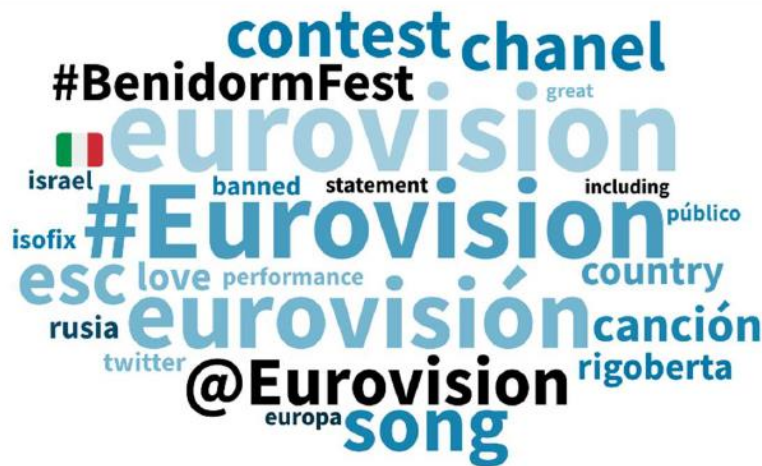 contest chanel
#BenidormFest
great
eurovision
israel banned statement including
#Eurovision
público
isofix
esc love performance country
rusia eurovisión canción
twitter
@Eurovision rigoberta
europa song